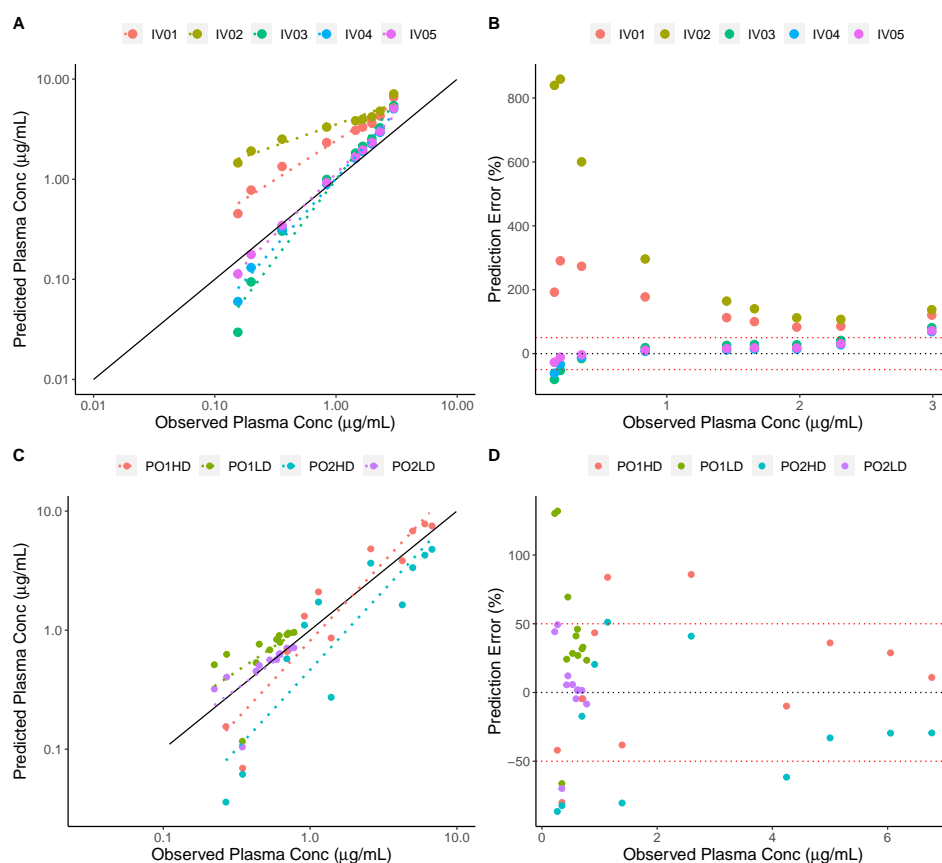 A
IV01 IV02 IV03 IV04 IV05
10.00
1.00
0.10
0.01
Predicted Plasma Conc (μg/mL)
0.01 0.10 1.00 10.00
Observed Plasma Conc (μg/mL)
B
IV01 IV02 IV03 IV04 IV05
800
600
400
200
0
Prediction Error (%)
0 1 2 3
Observed Plasma Conc (μg/mL)
C
PO1HD PO1LD PO2HD PO2LD
10.0
1.0
0.1
Predicted Plasma Conc (μg/mL)
0.1 1.0 10.0
Observed Plasma Conc (μg/mL)
D
PO1HD PO1LD PO2HD PO2LD
100
50
0
−50
Prediction Error (%)
0 2 4 6
Observed Plasma Conc (μg/mL)